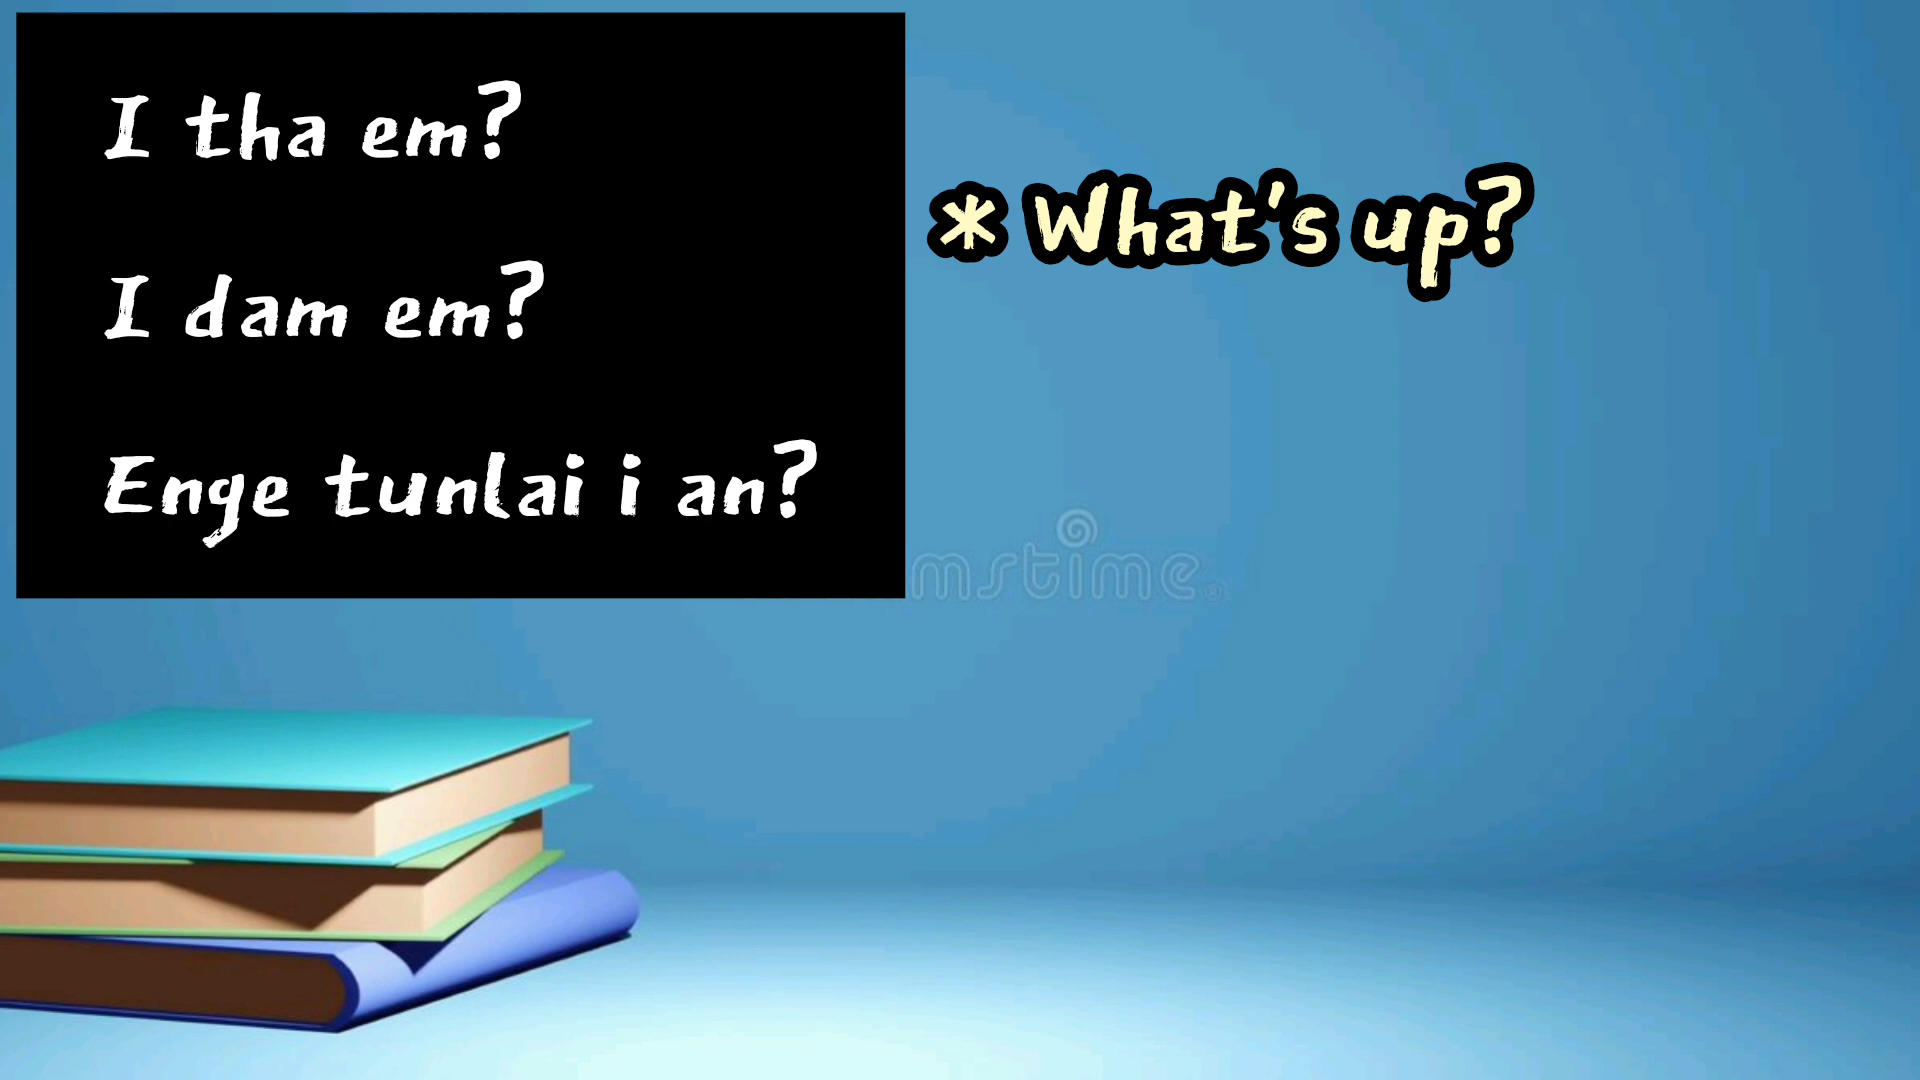 I tha em?
I dam em?
Enge tunlai i an?
* What's up?
mstime.